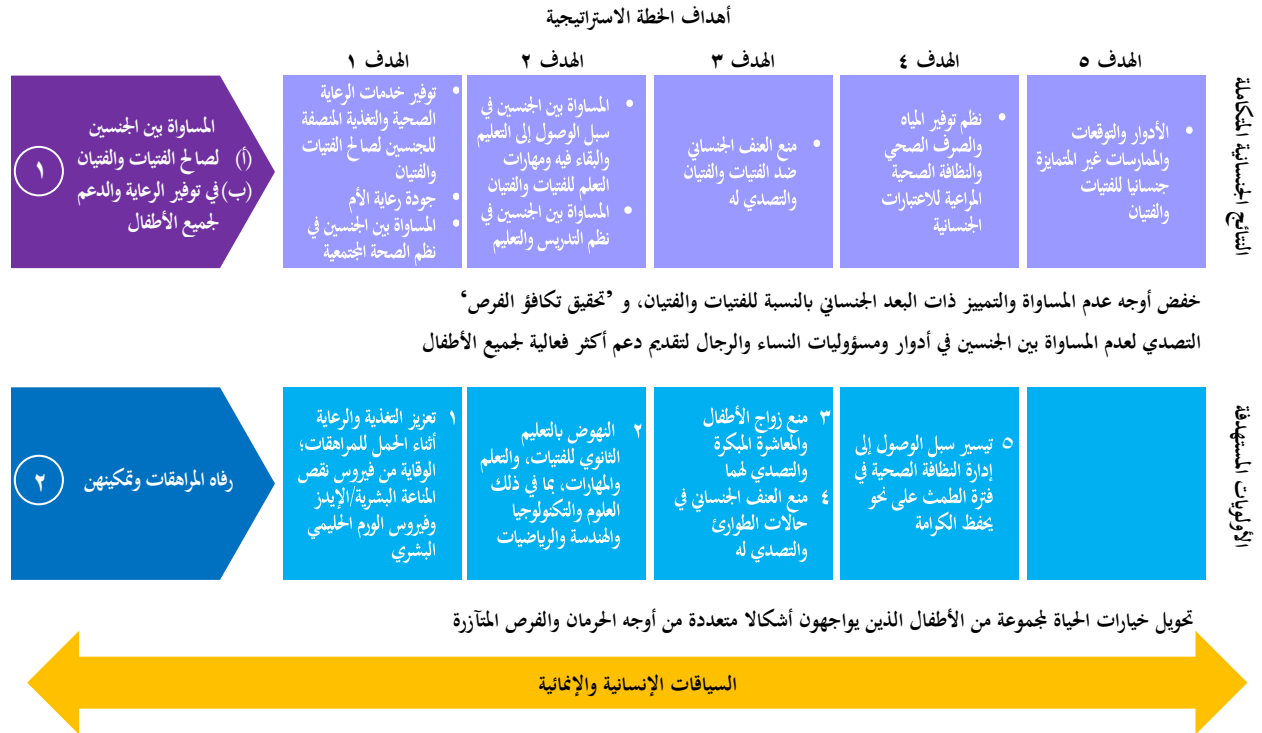 أهداف الخطة الاستراتيجية
الهدف ١
الهدف ٢
الهدف ٣
الهدف ٤
الهدف ٥
النتائج الجنسانية المتكاملة
المساواة بين الجنسين
(أ) لصالح الفتيات والفتيان
(ب) في توفير الرعاية والدعم
لجميع الأطفال
١
• توفير خدمات الرعاية
الصحية والتغذية المنصفة
للجنسين لصالح الفتيات
والفتيان
• جودة رعاية الأم
• المساواة بين الجنسين في
نظم الصحة المجتمعية
• المساواة بين الجنسين في
سبل الوصول إلى التعليم
والبقاء فيه ومهارات
التعلم للفتيات والفتيان
• المساواة بين الجنسين في
نظم التدريس والتعليم
• منع العنف الجنساني
ضد الفتيات والفتيان
والتصدي له
• نظم توفير المياه
والصرف الصحي
والنظافة الصحية
المراعية للاعتبارات
الجنسانية
• الأدوار والتوقعات
والممارسات غير المتمايزة
جنسانيا للفتيات
والفتيان
خفض أوجه عدم المساواة والتمييز ذات البعد الجنساني بالنسبة للفتيات والفتيان، و ’تحقيق تكافؤ الفرص‘
التصدي لعدم المساواة بين الجنسين في أدوار ومسؤوليات النساء والرجال لتقديم دعم أكثر فعالية لجميع الأطفال
الأولويات المستهدفة
رفاه المراهقات وتمكينهن
٢
١ تعزيز التغذية والرعاية
أثناء الحمل للمراهقات؛
الوقاية من فيروس نقص
المناعة البشرية/الإيدز
وفيروس الورم الحليمي
البشري
٢ النهوض بالتعليم
الثانوي للفتيات، والتعلم
والمهارات، بما في ذلك
العلوم والتكنولوجيا
والهندسة والرياضيات
٣ منع زواج الأطفال
والمعاشرة المبكرة
والتصدي لهما
٤ منع العنف الجنساني في
حالات الطوارئ
والتصدي له
٥ تيسير سبل الوصول إلى
إدارة النظافة الصحية في
فترة الطمث على نحو
يحفظ الكرامة
تحويل خيارات الحياة لمجموعة من الأطفال الذين يواجهون أشكالا متعددة من أوجه الحرمان والفرص المتآزرة
السياقات الإنسانية والإنمائية